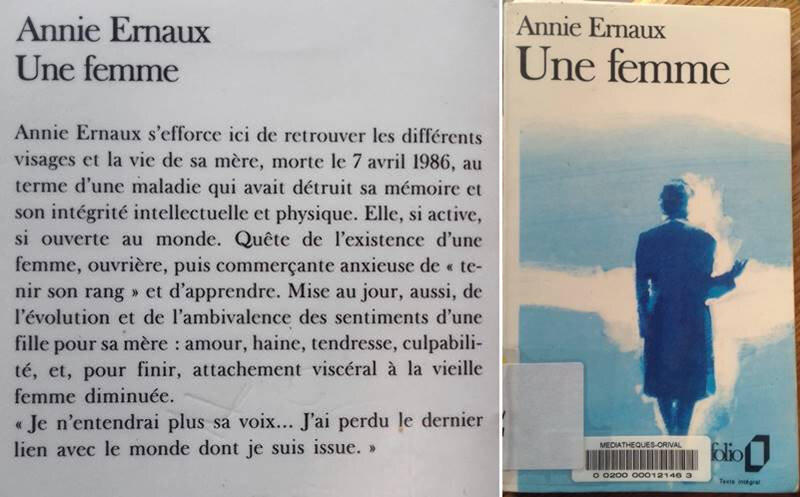 Annie Ernaux
Une femme
Annie Ernaux s'efforce ici de retrouver les différents
visages et la vie de sa mère, morte le 7 avril 1986, au
terme d'une maladie qui avait détruit sa mémoire et
son intégrité intellectuelle et physique. Elle, si active,
si ouverte au monde. Quête de l'existence d'une
femme, ouvrière, puis commerçante anxieuse de « te-
nir son rang » et d'apprendre. Mise au jour, aussi, de
l'évolution et de l'ambivalence des sentiments d'une
fille pour sa mère : amour, haine, tendresse, culpabili-
té, et, pour finir, attachement viscéral à la vieille
femme diminuée.
« Je n'entendrai plus sa voix... J'ai perdu le dernier
lien avec le monde dont je suis issue. »
Annie Ernaux
Une femme
MEDIATHEQUES-ORIVAL
0 0200 00012146 3
folio
Texte intégral